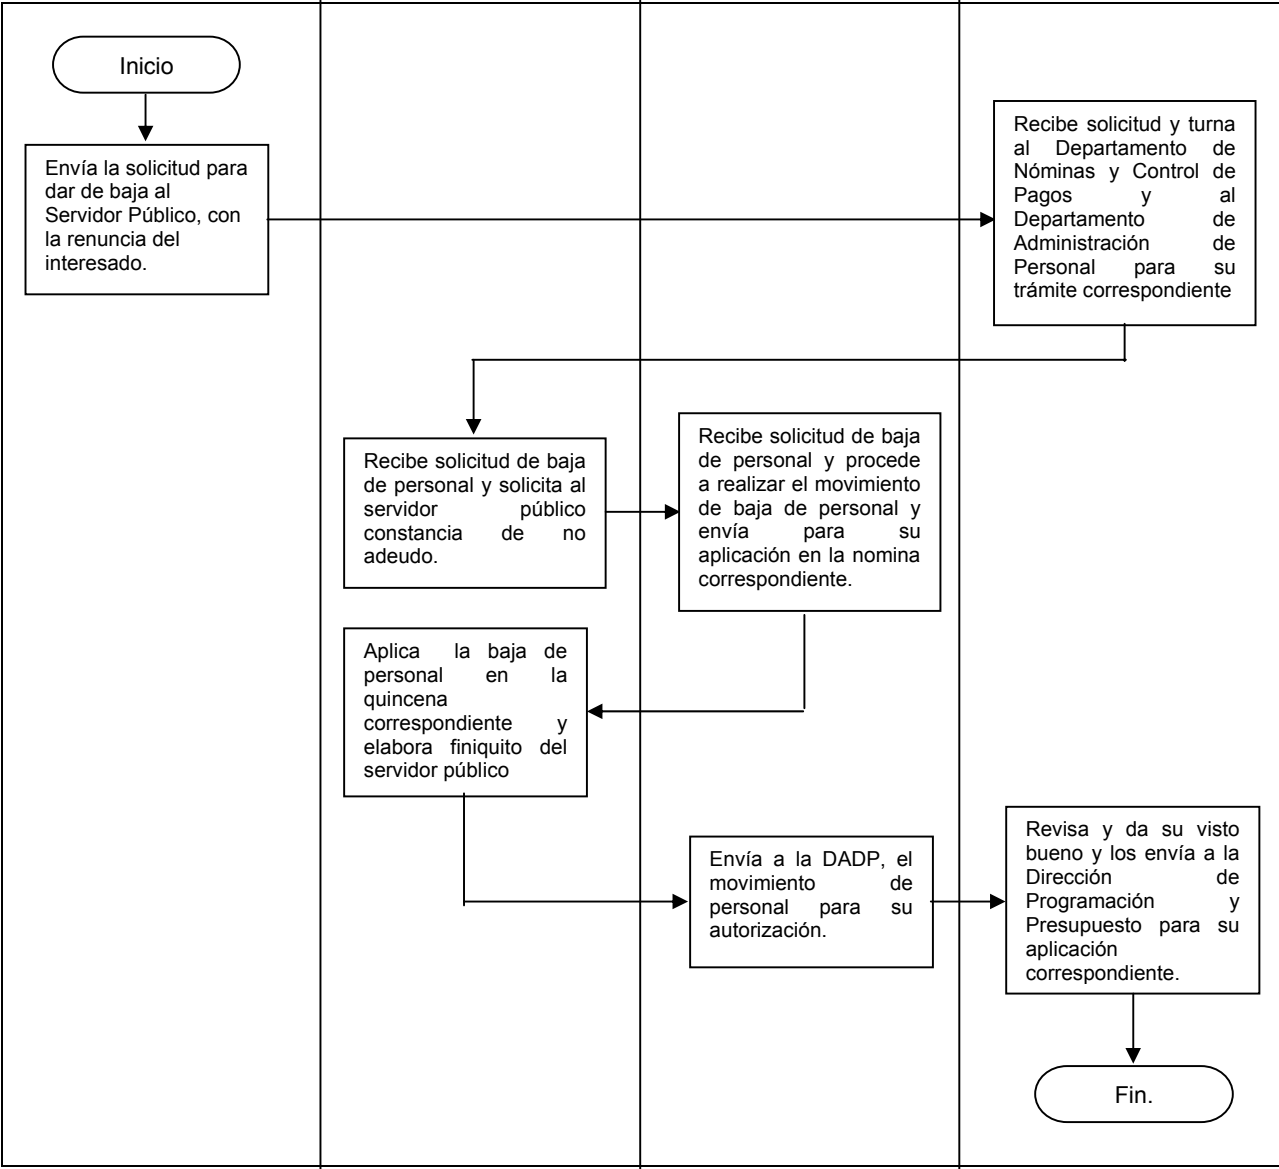 Inicio
Envía la solicitud para
dar de baja al
Servidor Público, con
la renuncia del
interesado.
Recibe solicitud y turna
al Departamento de
Nóminas y Control de
Pagos y al
Departamento de
Administración de
Personal para su
trámite correspondiente
Recibe solicitud de baja
de personal y solicita al
servidor público
constancia de no
adeudo.
Recibe solicitud de baja
de personal y procede
a realizar el movimiento
de baja de personal y
envía para su
aplicación en la nomina
correspondiente.
Aplica la baja de
personal en la
quincena
correspondiente y
elabora finiquito del
servidor público
Envía a la DADP, el
movimiento de
personal para su
autorización.
Revisa y da su visto
bueno y los envía a la
Dirección de
Programación y
Presupuesto para su
aplicación
correspondiente.
Fin.